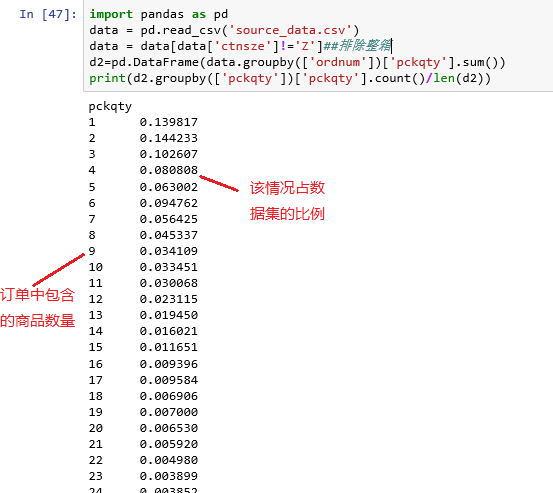 In [47]: import pandas as pd
data = pd.read_csv('source_data.csv')
data = data[data['ctnsze']!='Z']##排除整箱
d2=pd.DataFrame(data.groupby(['ordnum'])['pckqty'].sum())
print(d2.groupby(['pckqty'])['pckqty'].count()/len(d2))
pckqty
1 0.139817
2 0.144233
3 0.102607
4 0.080808
5 0.063002
6 0.094762
7 0.056425
8 0.045337
9 0.034109
10 0.033451
11 0.030068
12 0.023115
13 0.019450
14 0.016021
15 0.011651
16 0.009396
17 0.009584
18 0.006906
19 0.007000
20 0.006530
21 0.005920
22 0.004980
23 0.003899
24 0.003852
该情况占数
据集的比例
订单中包含
的商品数量